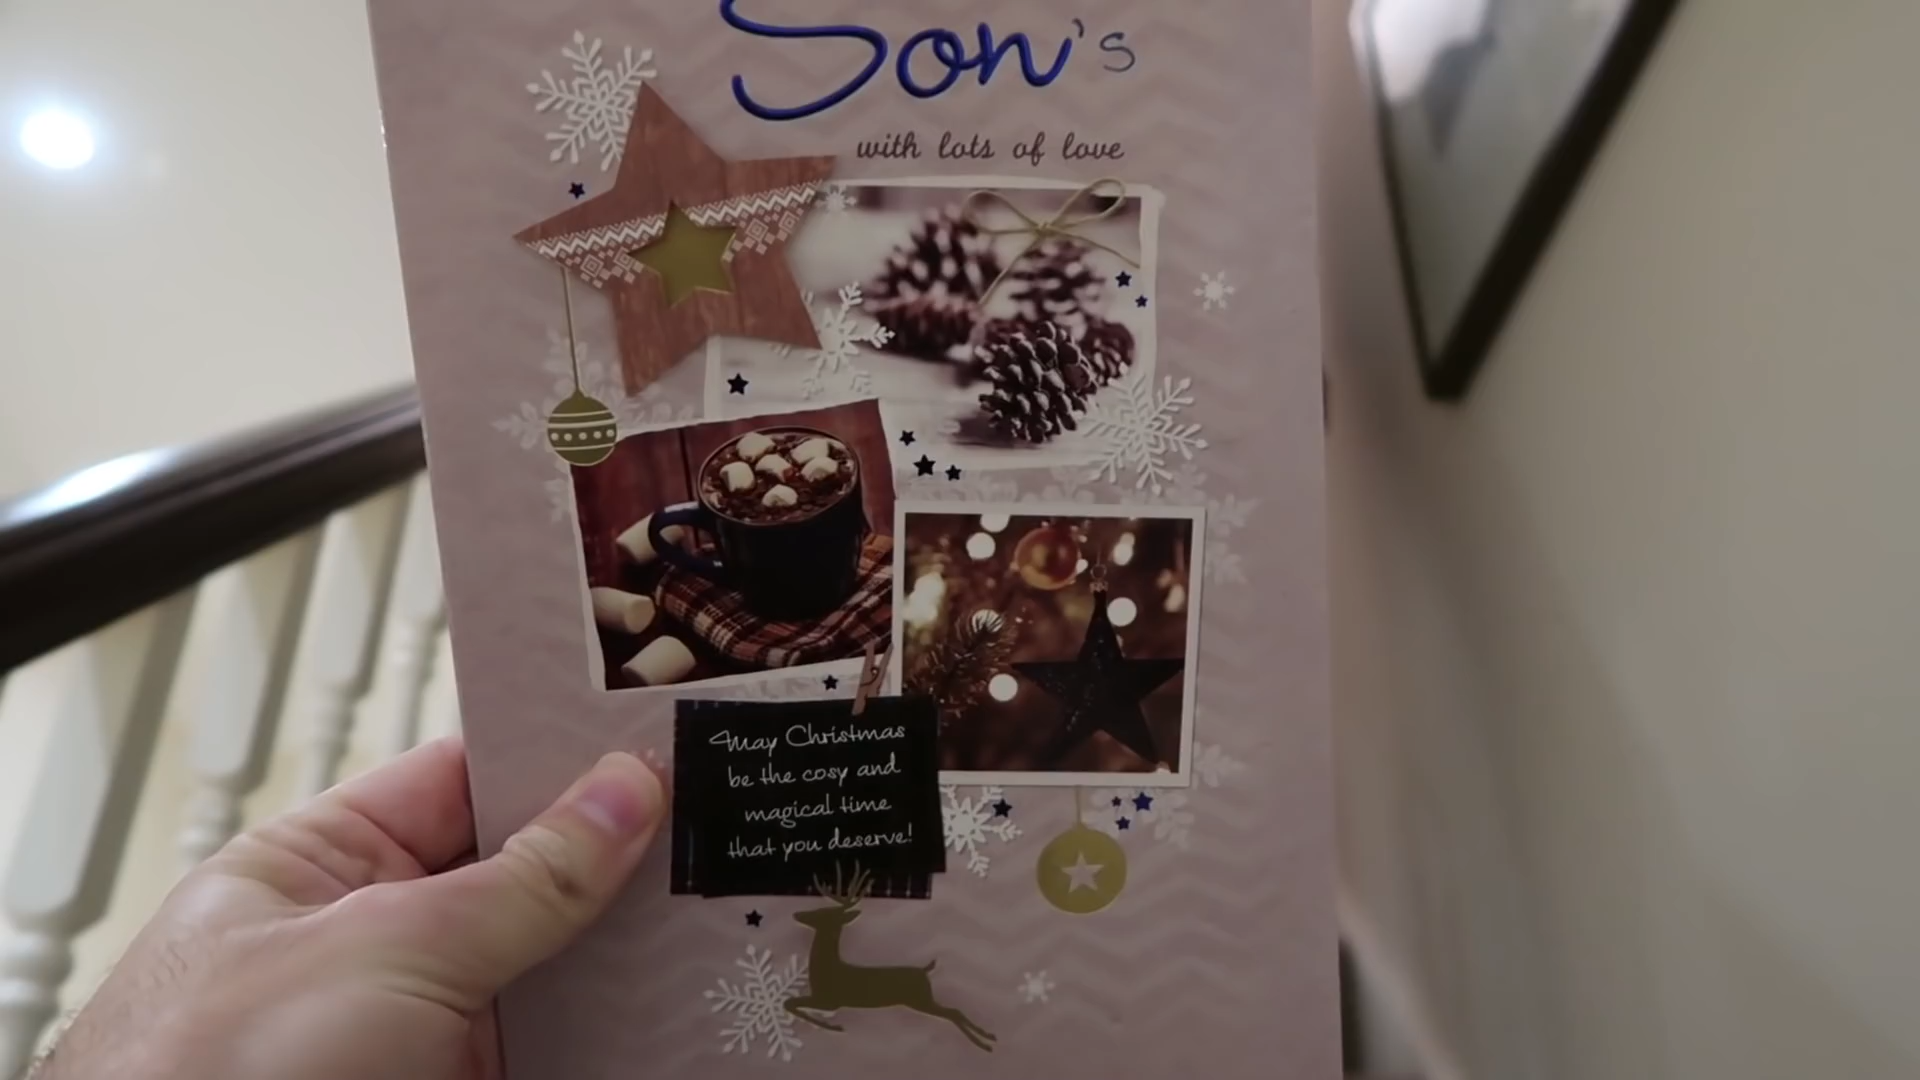 Son's
with lots of love
May Christmas
be the cosy and
magical time
that you deserve!